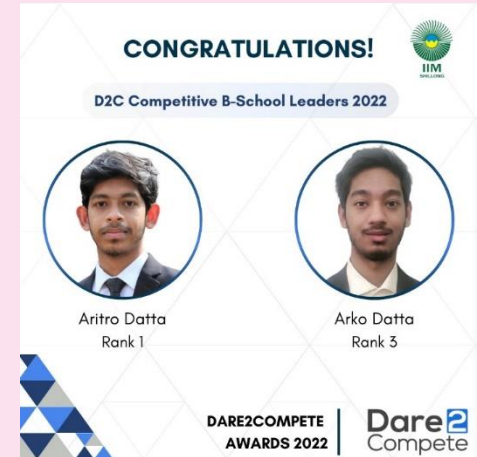 CONGRATULATIONS!
IIM
SHILLONG
D2C Competitive B-School Leaders 2022
Aritro Datta
Rank 1
Arko Datta
Rank 3
DARE2COMPETE
AWARDS 2022
Dare2
Compete